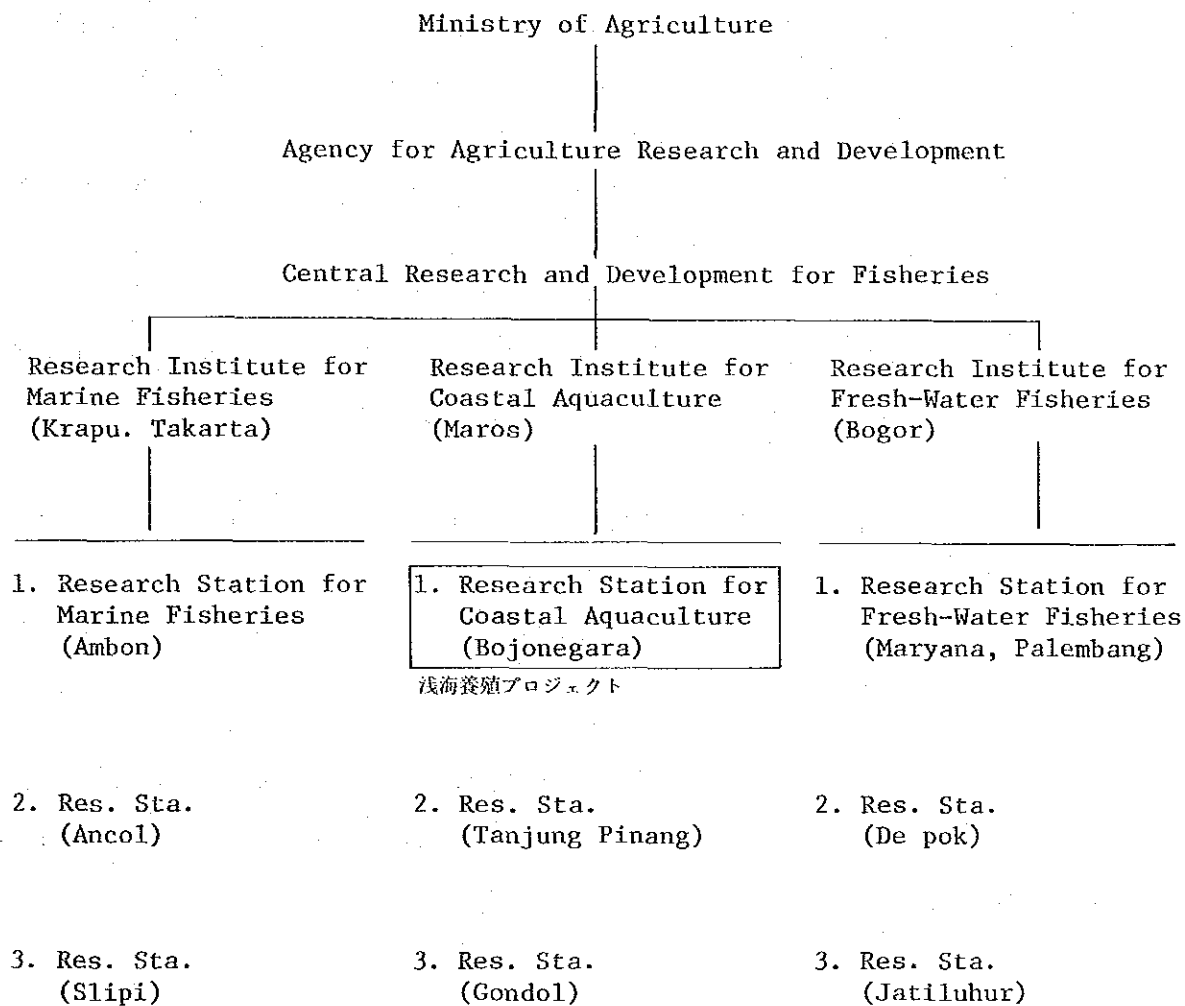 Ministry of Agriculture
Agency for Agriculture Research and Development
Central Research and Development for Fisheries
Research Institute for
Marine Fisheries
(Krapu. Takarta)
Research Institute for
Coastal Aquaculture
(Maros)
Research Institute for
Fresh-Water Fisheries
(Bogor)
1. Research Station for
Marine Fisheries
(Ambon)
1. Research Station for
Coastal Aquaculture
(Bojonegara)
浅海養殖プロジェクト
1. Research Station for
Fresh-Water Fisheries
(Maryana, Palembang)
2. Res. Sta.
(Ancol)
2. Res. Sta.
(Tanjung Pinang)
2. Res. Sta.
(De pok)
3. Res. Sta.
(Slipi)
3. Res. Sta.
(Gondol)
3. Res. Sta.
(Jatiluhur)